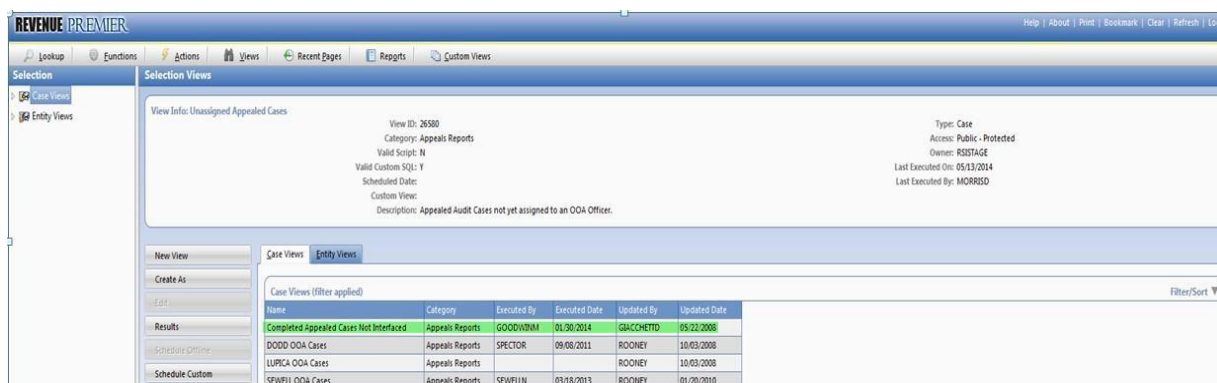 REVENUE PREMIER
Help | About | Print | Bookmark | Clear | Refresh | Lo
Lookup Functions Actions Views Recent Pages Reports Custom Views
Selection
Selection Views
Case Views
Entity Views
View Info: Unassigned Appealed Cases
View ID: 26580
Category: Appeals Reports
Valid Script: N
Valid Custom SQL: Y
Scheduled Date:
Custom View:
Description: Appealed Audit Cases not yet assigned to an OOA Officer.
Type: Case
Access: Public - Protected
Owner: RSISTAGE
Last Executed On: 05/13/2014
Last Executed By: MORRISD
New View
Create As
Edit
Results
Schedule Offline
Schedule Custom
Case Views Entity Views
Case Views (filter applied) Filter/Sort
Name Category Executed By Executed Date Updated By Updated Date
Completed Appealed Cases Not Interfaced Appeals Reports GOODWINM 01/30/2014 GIACCHETTD 05/22/2008
DODD OOA Cases Appeals Reports SPECTOR 09/08/2011 ROONEY 10/03/2008
LUPICA OOA Cases Appeals Reports ROONEY 10/03/2008
SEWELL OOA Cases Appeals Reports SEWELLN 03/18/2013 ROONEY 01/20/2010